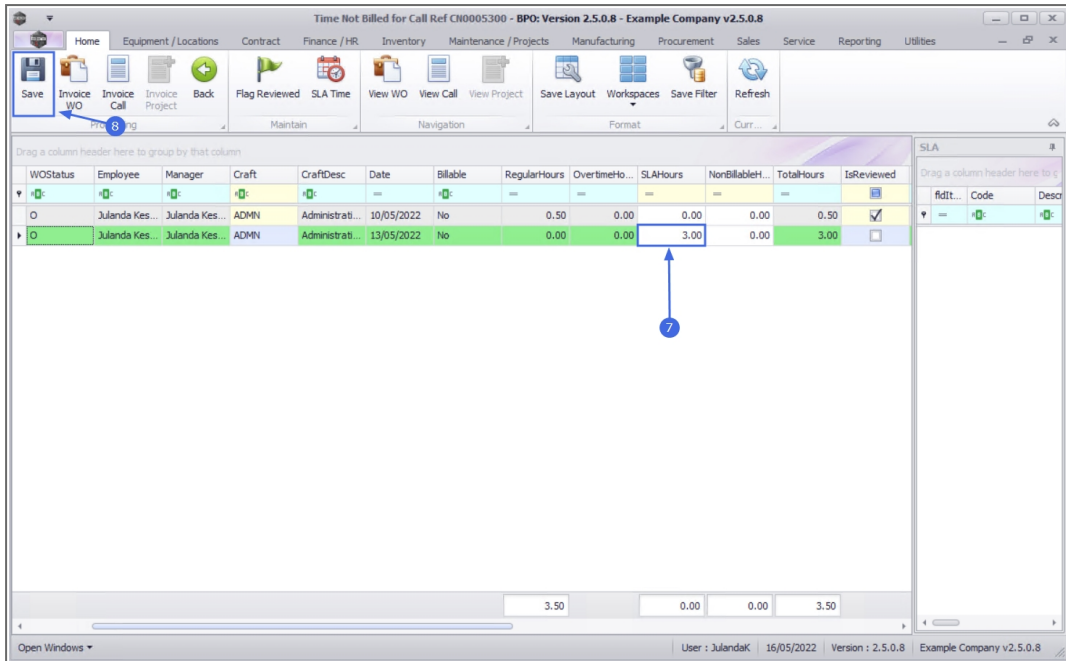 Time Not Billed for Call Ref CN0005300 - BPO: Version 2.5.0.8 - Example Company v2.5.0.8
Home Equipment / Locations Contract Finance / HR Inventory Maintenance / Projects Manufacturing Procurement Sales Service Reporting Utilities
Save Invoice WO Invoice Call Invoice Project Back Flag Reviewed SLA Time View WO View Call View Project Save Layout Workspaces Save Filter Refresh
8 Maintain Navigation Format Curr...
Drag a column header here to group by that column
SLA
Drag a column header here to g
WOStatus Employee Manager Craft CraftDesc Date Billable RegularHours OvertimeHo... SLAHours NonBillableH... TotalHours IsReviewed
fldIt... Code Descr
O Julanda Kes... Julanda Kes... ADMN Administrati... 10/05/2022 No 0.50 0.00 0.00 0.00 0.50
O Julanda Kes... Julanda Kes... ADMN Administrati... 13/05/2022 No 0.00 0.00 3.00 0.00 3.00
7
3.50 0.00 0.00 3.50
Open Windows User : JulandaK 16/05/2022 Version : 2.5.0.8 Example Company v2.5.0.8